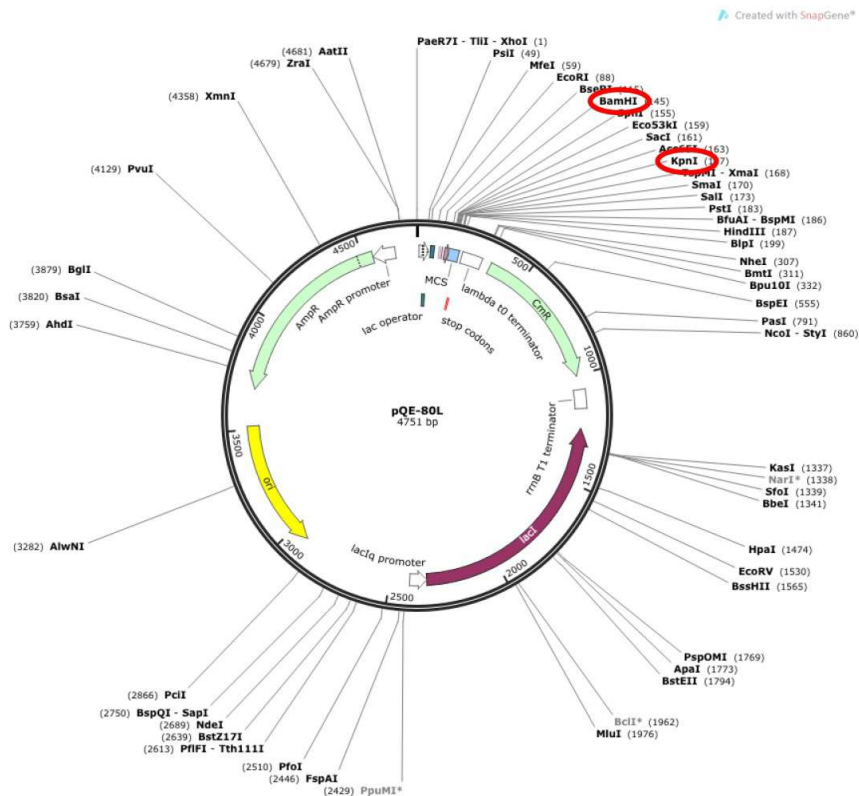 Created with SnapGene®
PaeR7I - TliI - XhoI (1)
PsiI (49)
MfeI (59)
EcoRI (88)
BseRI
BamHI 145)
(155)
Eco53kI (159)
SacI (161)
(163)
KpnI
XmaI (168)
SmaI (170)
SalI (173)
PstI (183)
BfuAI - BspMI (186)
HindIII (187)
BlpI (199)
NheI (307)
BmtI (311)
Bpu10I (332)
BspEI (555)
PasI (791)
NcoI - StyI (860)
KasI (1337)
NarI* (1338)
SfoI (1339)
BbeI (1341)
HpaI (1474)
EcoRV (1530)
BssHII (1565)
PspOMI (1769)
ApaI (1773)
BstEII (1794)
BclI* (1962)
MluI (1976)
(2429) PpuMI*
(2446) FspAI
(2510) PfoI
(2613) PflFI - Tth111I
(2639) BstZ17I
(2689) NdeI
(2750) BspQI - SapI
(2866) PciI
(3282) AlwNI
(3759) AhdI
(3820) BsaI
(3879) BglI
(4129) PvuI
(4358) XmnI
(4679) ZraI
(4681) AatII
500
1000
1500
2000
2500
3000
3500
4000
4500
AmpR
AmpR promoter
lac operator
MCS
stop codons
lambda t0 terminator
CmR
rrnB T1 terminator
lacI
lacIq promoter
ori
pQE-80L
4751 bp